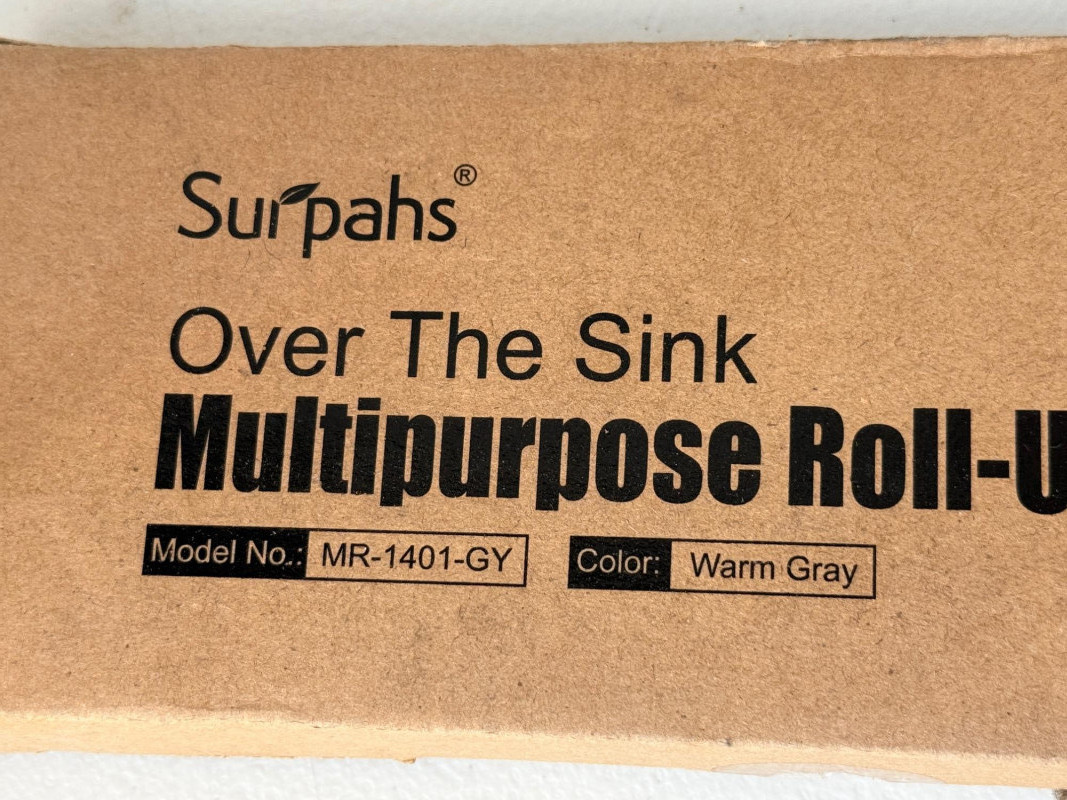 Surpahs®
Over The Sink
Multipurpose Roll-U
Model No.: MR-1401-GY Color: Warm Gray